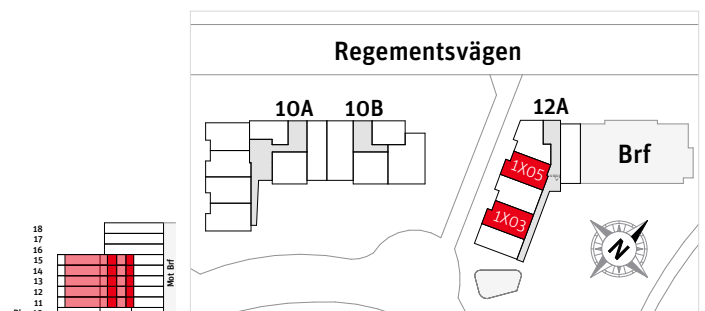 Regementsvägen
10A 10B 12A
Brf
1X05
1X03
N
18
17
16
15
14
13
12
11
Mot Brf